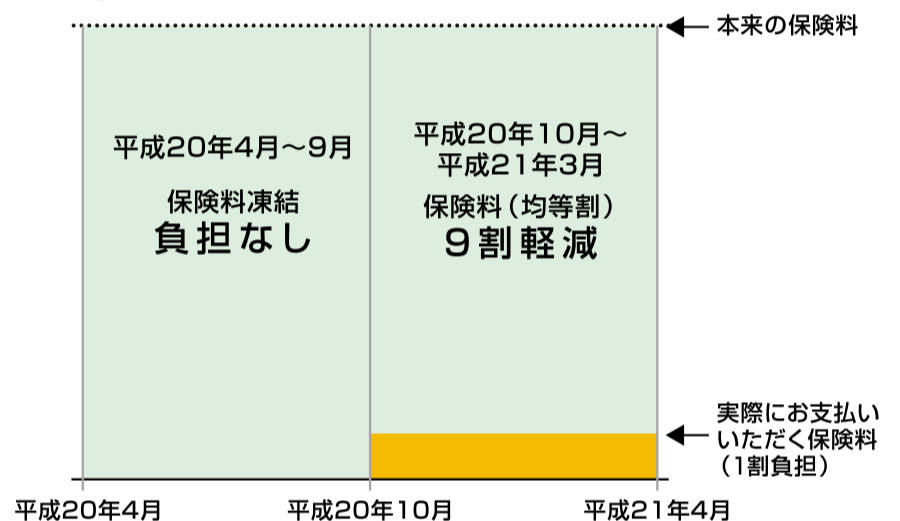 本来の保険料
平成20年4月〜9月
保険料凍結
負担なし
平成20年10月〜
平成21年3月
保険料（均等割）
9割軽減
実際にお支払い
いただく保険料
（1割負担）
平成20年4月
平成20年10月
平成21年4月